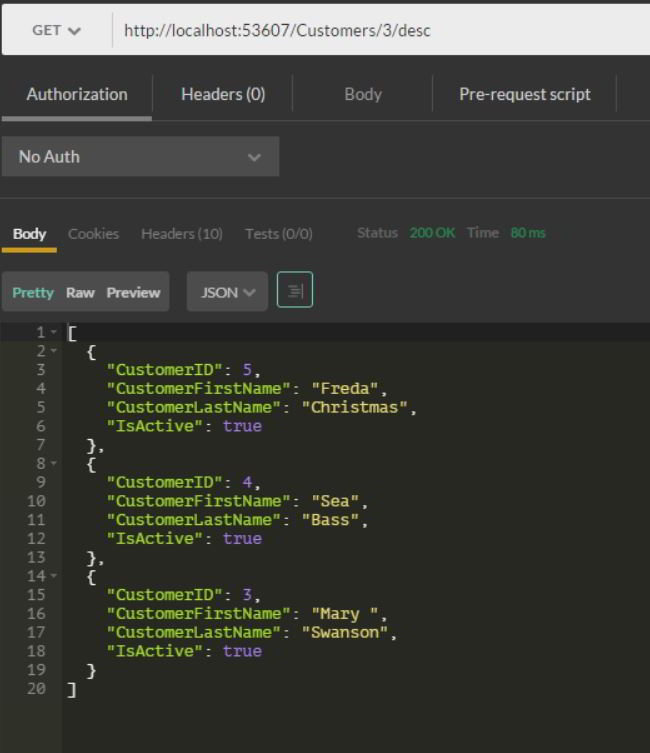 GET http://localhost:53607/Customers/3/desc
Authorization Headers (0) Body Pre-request script
No Auth
Body Cookies Headers (10) Tests (0/0) Status 200 OK Time 80 ms
Pretty Raw Preview JSON
1 [
2 {
3 "CustomerID": 5,
4 "CustomerFirstName": "Freda",
5 "CustomerLastName": "Christmas",
6 "IsActive": true
7 },
8 {
9 "CustomerID": 4,
10 "CustomerFirstName": "Sea",
11 "CustomerLastName": "Bass",
12 "IsActive": true
13 },
14 {
15 "CustomerID": 3,
16 "CustomerFirstName": "Mary ",
17 "CustomerLastName": "Swanson",
18 "IsActive": true
19 }
20 ]